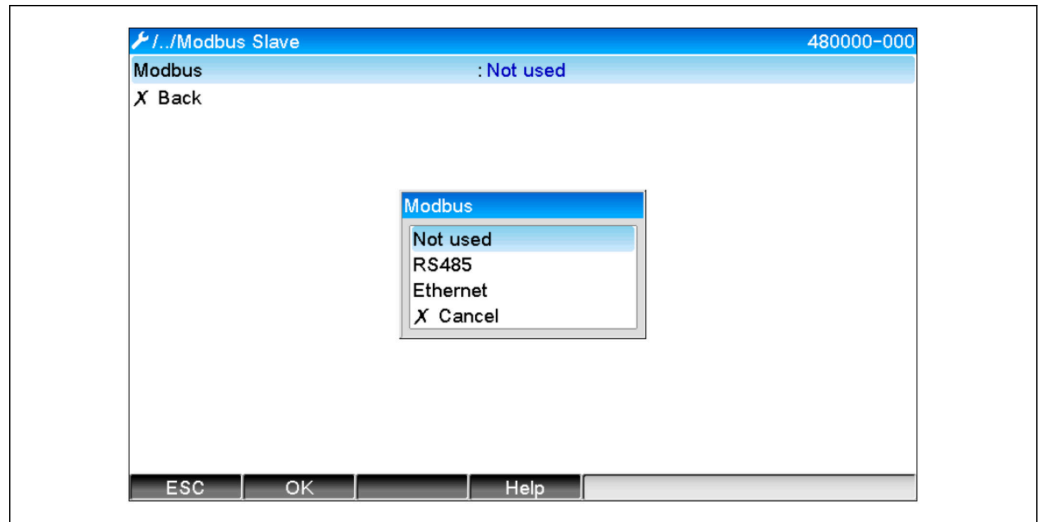 /../Modbus Slave 480000-000
Modbus : Not used
X Back
Modbus
Not used
RS485
Ethernet
X Cancel
ESC OK Help